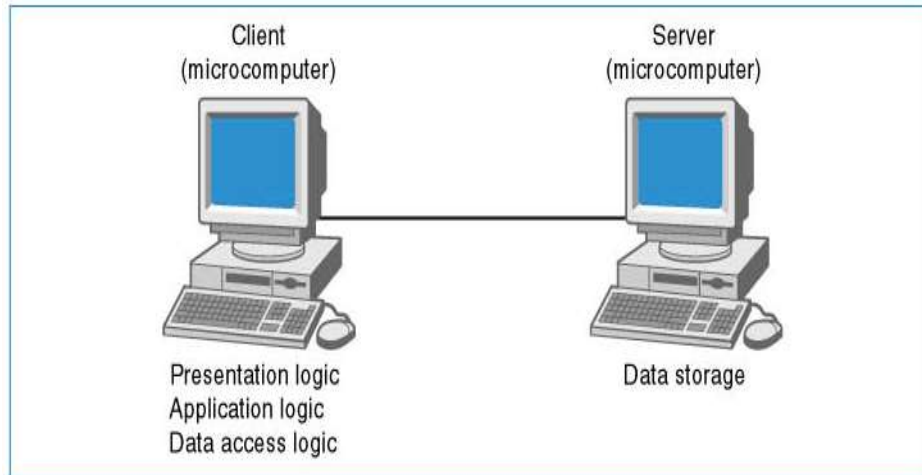 Client
(microcomputer)
Server
(microcomputer)
Presentation logic
Application logic
Data access logic
Data storage